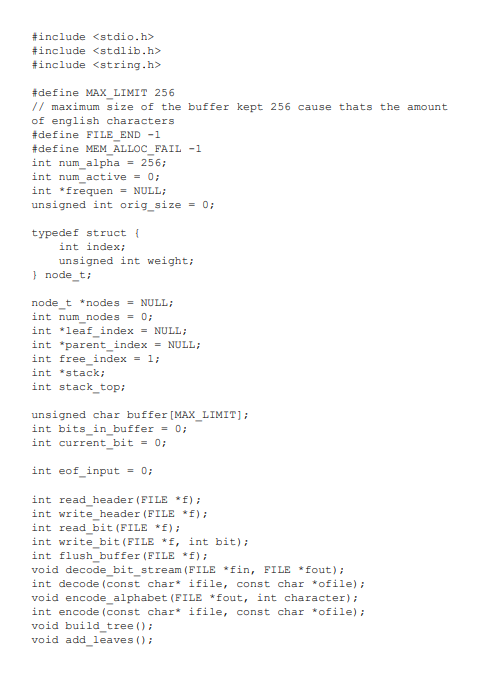 #include <stdio.h>
#include <stdlib.h>
#include <string.h>
#define MAX_LIMIT 256
// maximum size of the buffer kept 256 cause thats the amount
of english characters
#define FILE_END -1
#define MEM_ALLOC_FAIL -1
int num_alpha = 256;
int num_active = 0;
int *frequen = NULL;
unsigned int orig_size = 0;
typedef struct {
    int index;
    unsigned int weight;
} node_t;
node_t *nodes = NULL;
int num_nodes = 0;
int *leaf_index = NULL;
int *parent_index = NULL;
int free_index = 1;
int *stack;
int stack_top;
unsigned char buffer[MAX_LIMIT];
int bits_in_buffer = 0;
int current_bit = 0;
int eof_input = 0;
int read_header(FILE *f);
int write_header(FILE *f);
int read_bit(FILE *f);
int write_bit(FILE *f, int bit);
int flush_buffer(FILE *f);
void decode_bit_stream(FILE *fin, FILE *fout);
int decode(const char* ifile, const char *ofile);
void encode_alphabet(FILE *fout, int character);
int encode(const char* ifile, const char *ofile);
void build_tree();
void add_leaves();